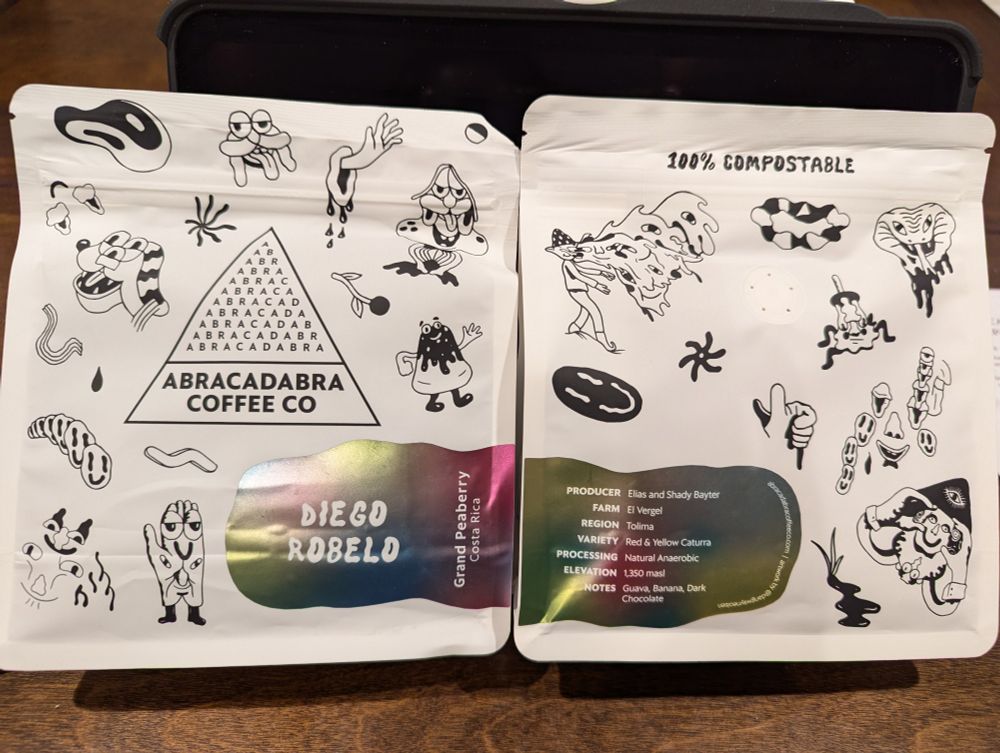 A
AB
ABR
ABRA
ABRAC
ABRACA
ABRACAD
ABRACADA
ABRACADAB
ABRACADABR
ABRACADABRA
ABRACADABRA
COFFEE CO
DIEGO
ROBELO
Grand Peaberry
Costa Rica
100% COMPOSTABLE
PRODUCER Elias and Shady Bayter
FARM El Vergel
REGION Tolima
VARIETY Red & Yellow Caturra
PROCESSING Natural Anaerobic
ELEVATION 1,350 masl
NOTES Guava, Banana, Dark
Chocolate